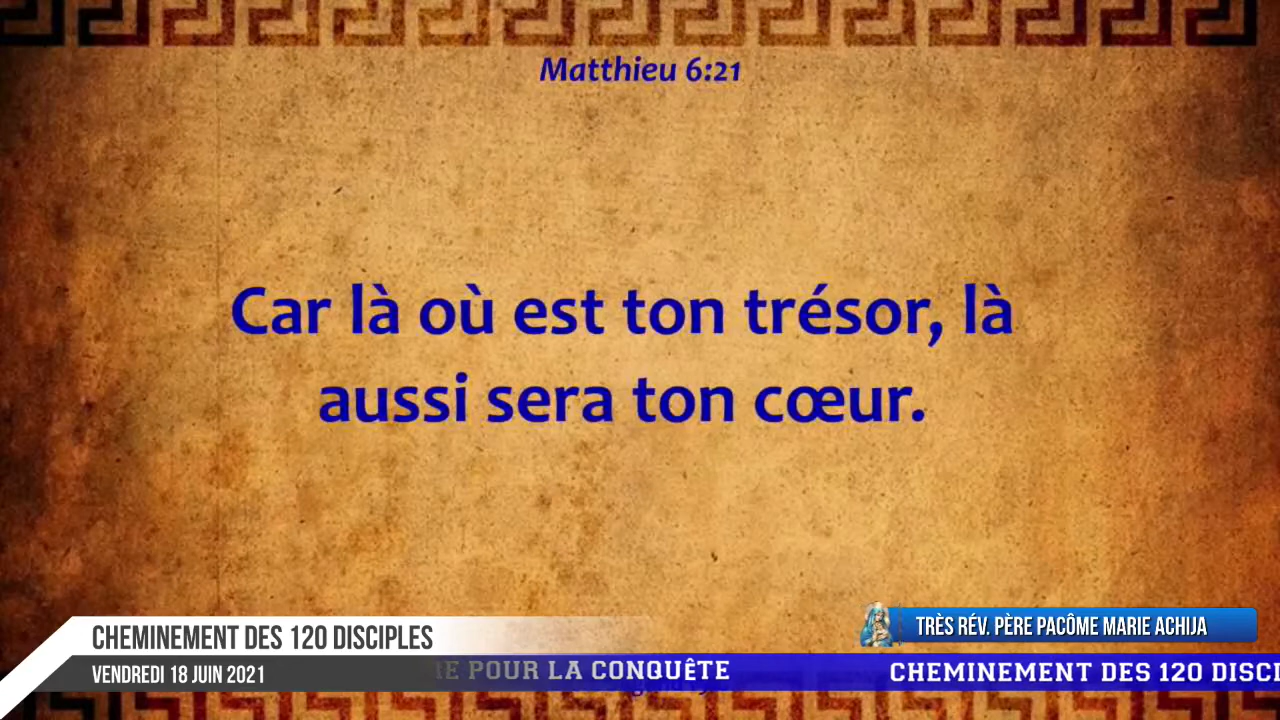 Matthieu 6:21
Car là où est ton trésor, là
aussi sera ton cœur.
CHEMINEMENT DES 120 DISCIPLES
TRÈS RÉV. PÈRE PACÔME MARIE ACHIJA
VENDREDI 18 JUIN 2021
POUR LA CONQUÊTE
CHEMINEMENT DES 120 DISCI